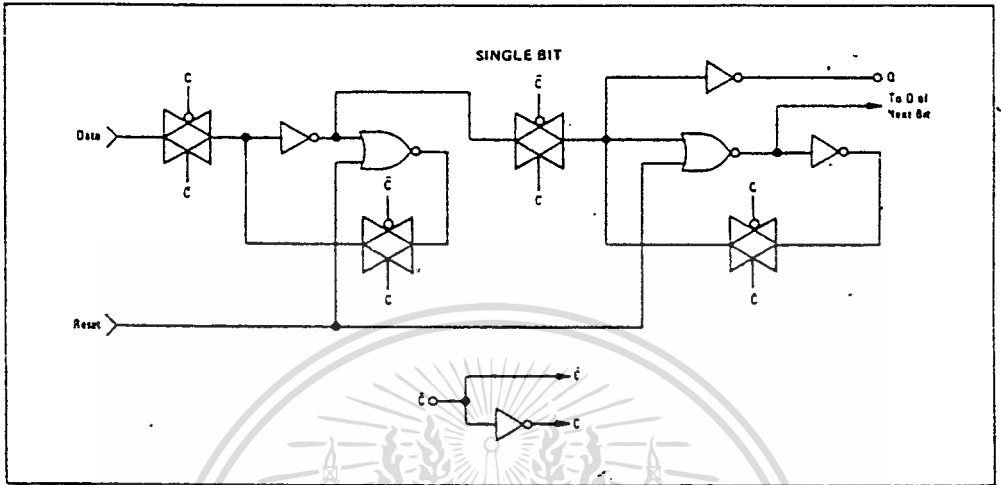 SINGLE BIT
C
C̄
Q
Data
To D of
Next Bit
C̄
C
C̄
C
C
C̄
Reset
C̄
C̄
C